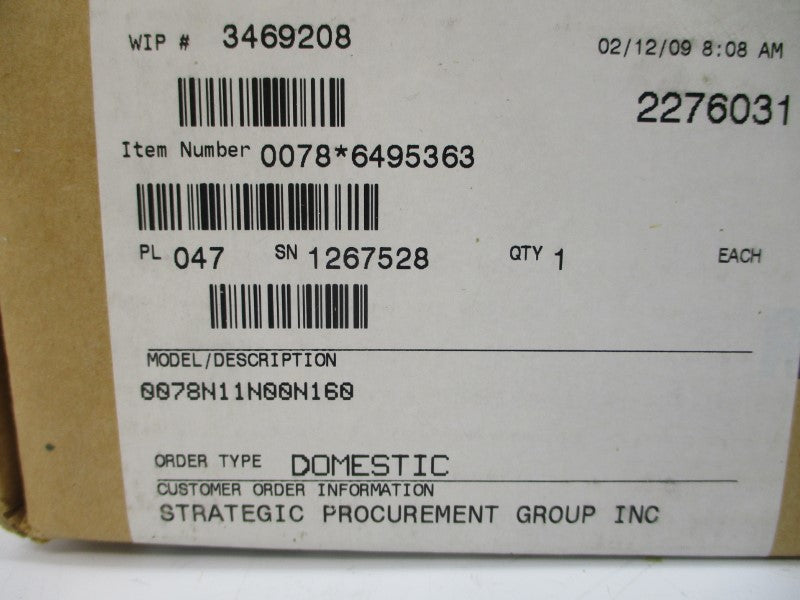 WIP # 3469208 02/12/09 8:08 AM
2276031
Item Number 0078*6495363
PL 047 SN 1267528 QTY 1 EACH
MODEL/DESCRIPTION
0078N11N00N160
ORDER TYPE DOMESTIC
CUSTOMER ORDER INFORMATION
STRATEGIC PROCUREMENT GROUP INC